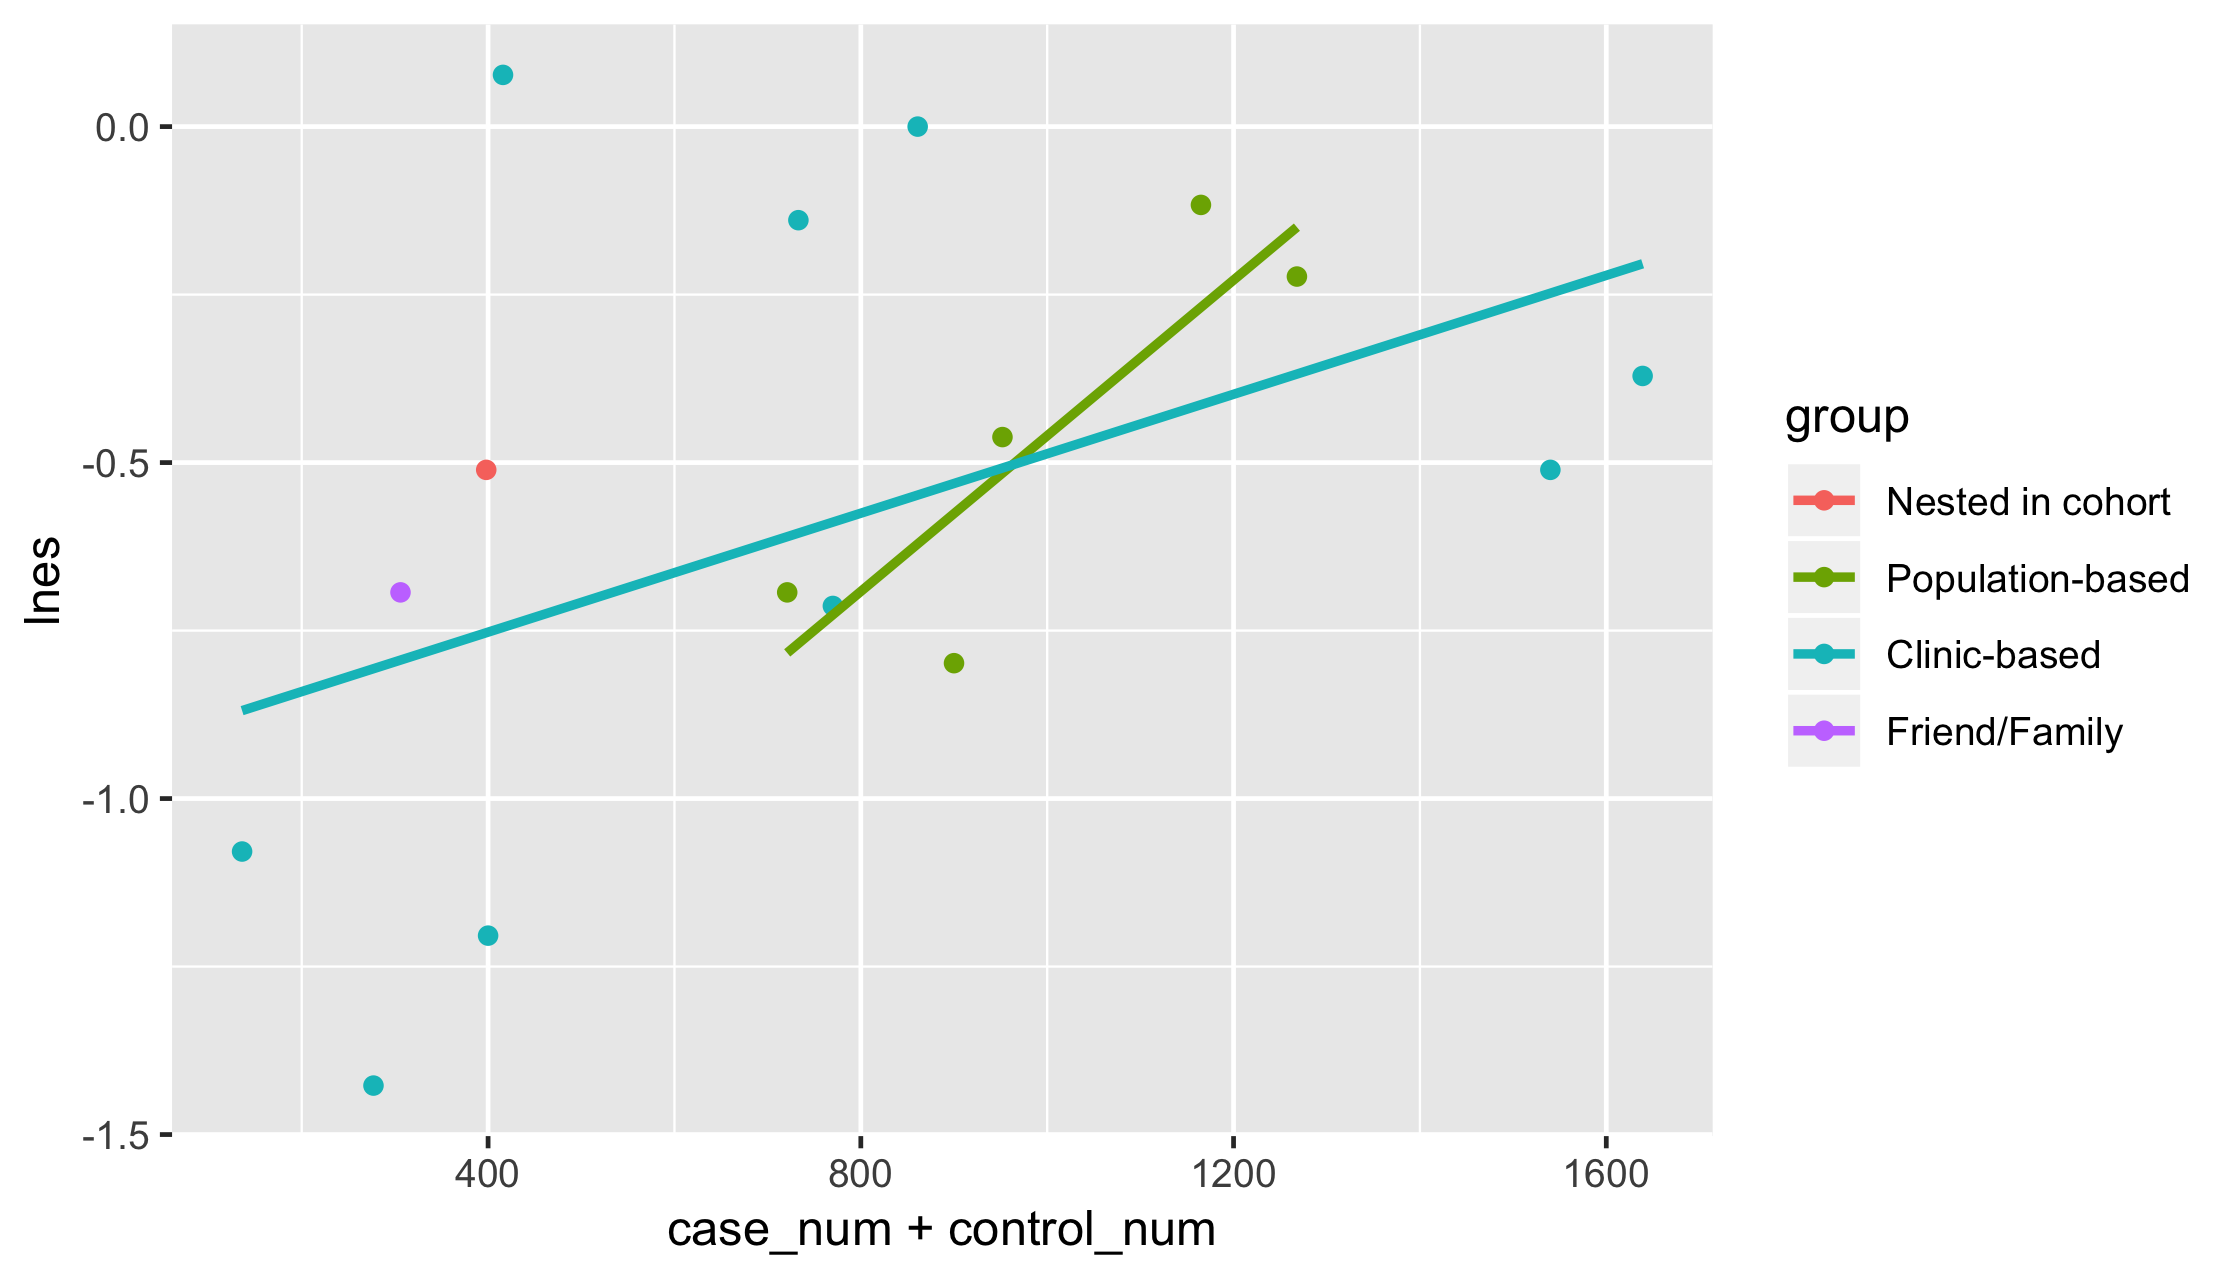 0.0
-0.5
-1.0
-1.5
lnes
400 800 1200 1600
case_num + control_num
group
Nested in cohort
Population-based
Clinic-based
Friend/Family